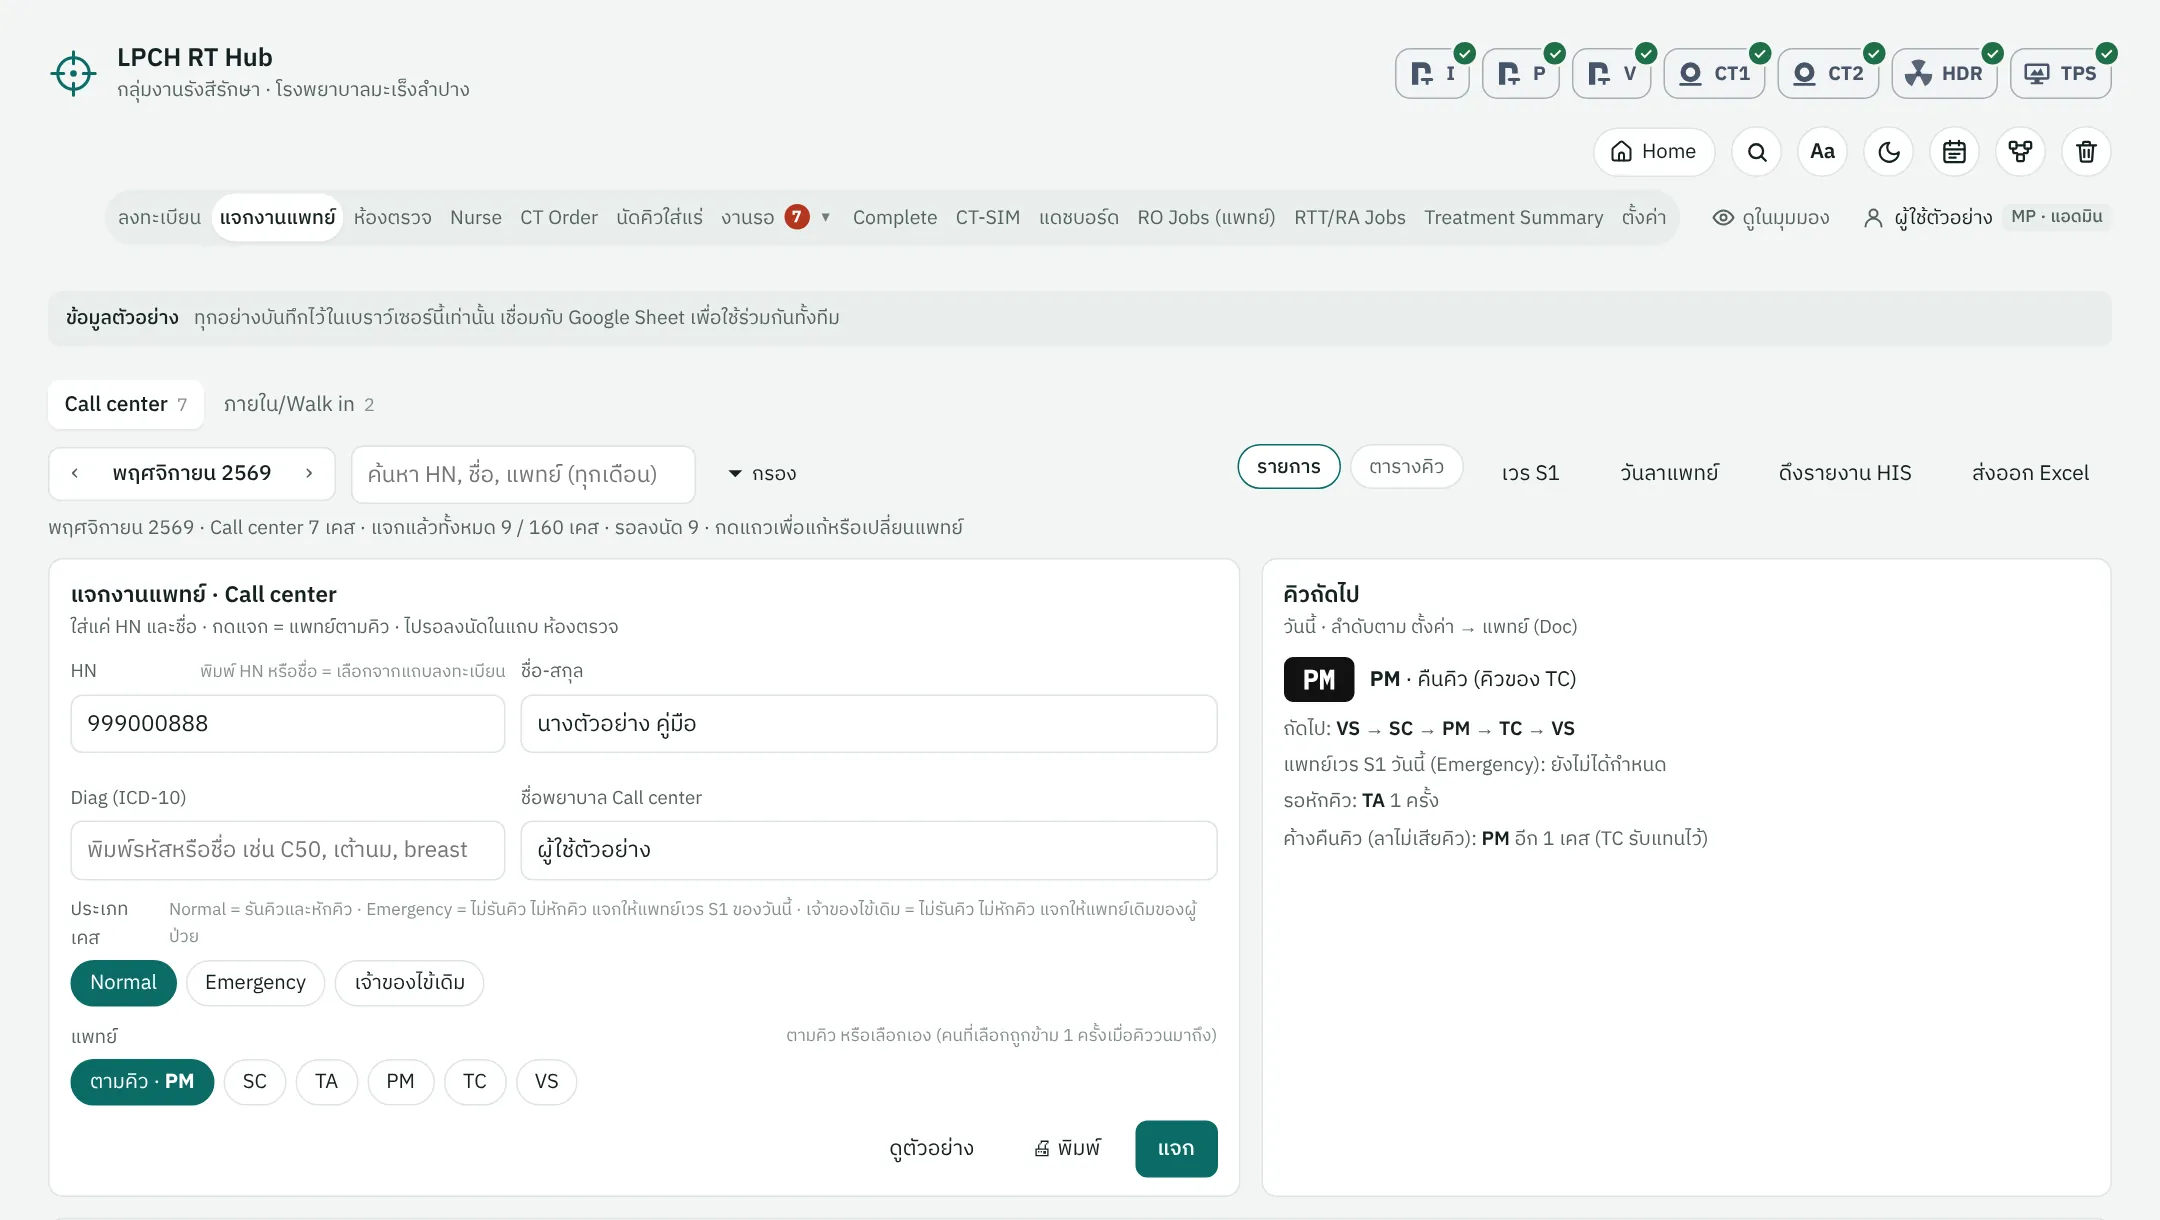 LPCH RT Hub
กลุ่มงานรังสีรักษา · โรงพยาบาลมะเร็งลำปาง
I P V CT1 CT2 HDR TPS
Home Aa
ลงทะเบียน แจกงานแพทย์ ห้องตรวจ Nurse CT Order นัดคิวใส่แร่ งานรอ 7 ▾ Complete CT-SIM แดชบอร์ด RO Jobs (แพทย์) RTT/RA Jobs Treatment Summary ตั้งค่า ดูในมุมมอง ผู้ใช้ตัวอย่าง MP · แอดมิน
ข้อมูลตัวอย่าง ทุกอย่างบันทึกไว้ในเบราว์เซอร์นี้เท่านั้น เชื่อมกับ Google Sheet เพื่อใช้ร่วมกันทั้งทีม
Call center 7 ภายใน/Walk in 2
‹ พฤศจิกายน 2569 › ค้นหา HN, ชื่อ, แพทย์ (ทุกเดือน) กรอง รายการ ตารางคิว เวร S1 วันลาแพทย์ ดึงรายงาน HIS ส่งออก Excel
พฤศจิกายน 2569 · Call center 7 เคส · แจกแล้วทั้งหมด 9 / 160 เคส · รอลงนัด 9 · กดแถวเพื่อแก้หรือเปลี่ยนแพทย์
แจกงานแพทย์ · Call center
ใส่แค่ HN และชื่อ · กดแจก = แพทย์ตามคิว · ไปรอลงนัดในแถบ ห้องตรวจ
HN พิมพ์ HN หรือชื่อ = เลือกจากแถบลงทะเบียน ชื่อ-สกุล
999000888 นางตัวอย่าง คู่มือ
Diag (ICD-10) ชื่อพยาบาล Call center
พิมพ์รหัสหรือชื่อ เช่น C50, เต้านม, breast ผู้ใช้ตัวอย่าง
ประเภท Normal = รันคิวและหักคิว · Emergency = ไม่รันคิว ไม่หักคิว แจกให้แพทย์เวร S1 ของวันนี้ · เจ้าของไข้เดิม = ไม่รันคิว ไม่หักคิว แจกให้แพทย์เดิมของผู้
เคส ป่วย
Normal Emergency เจ้าของไข้เดิม
แพทย์ ตามคิว หรือเลือกเอง (คนที่เลือกถูกข้าม 1 ครั้งเมื่อคิววนมาถึง)
ตามคิว · PM SC TA PM TC VS
ดูตัวอย่าง พิมพ์ แจก
คิวถัดไป
วันนี้ · ลำดับตาม ตั้งค่า → แพทย์ (Doc)
PM PM · คืนคิว (คิวของ TC)
ถัดไป: VS → SC → PM → TC → VS
แพทย์เวร S1 วันนี้ (Emergency): ยังไม่ได้กำหนด
รอหักคิว: TA 1 ครั้ง
ค้างคืนคิว (ลาไม่เสียคิว): PM อีก 1 เคส (TC รับแทนไว้)